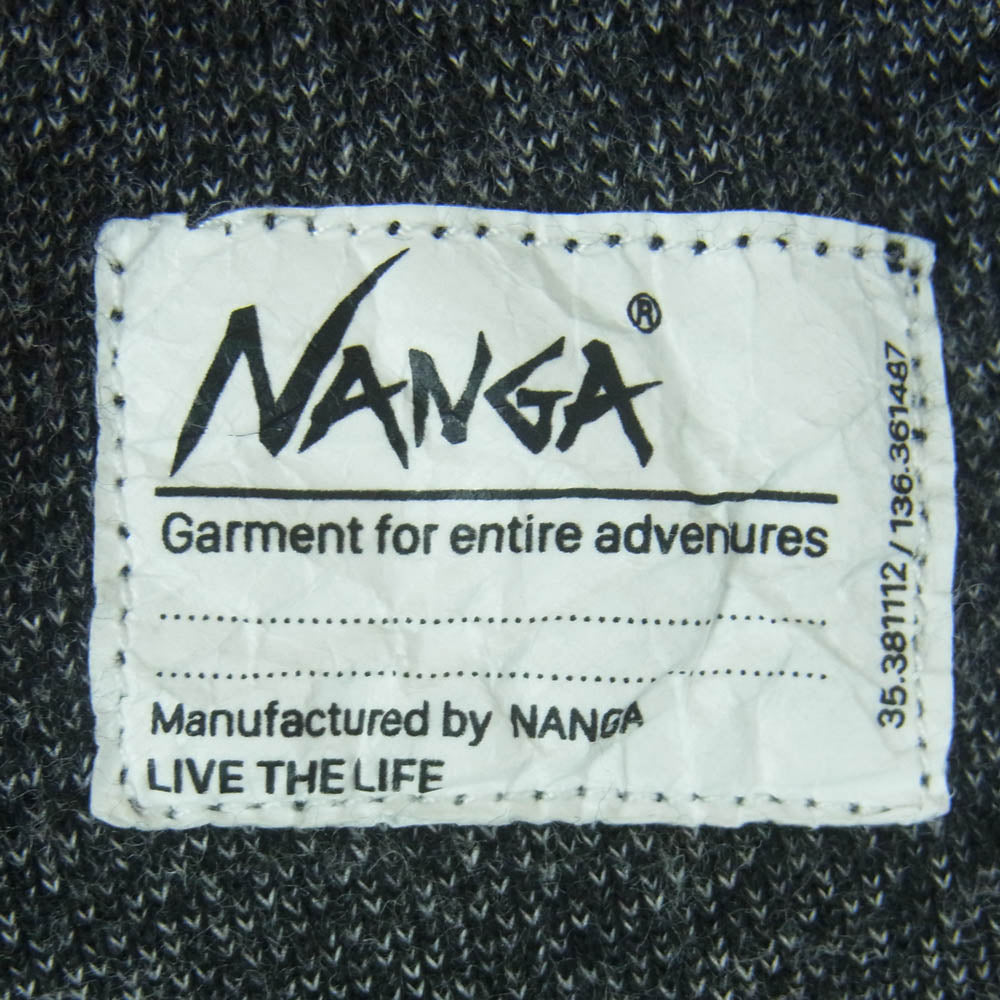 NANGA®
Garment for entire advenures
Manufactured by NANGA
LIVE THE LIFE
35.381112 / 136.361487